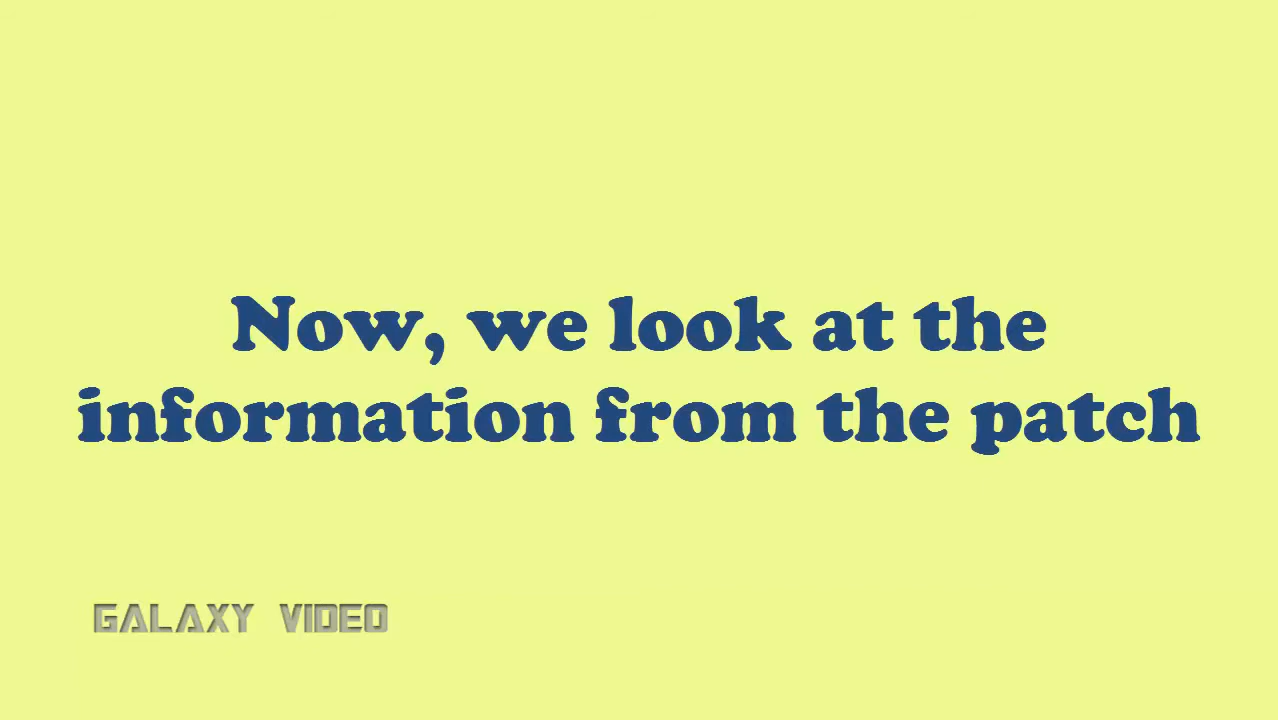 Now, we look at the
information from the patch
GALAXY VIDEO